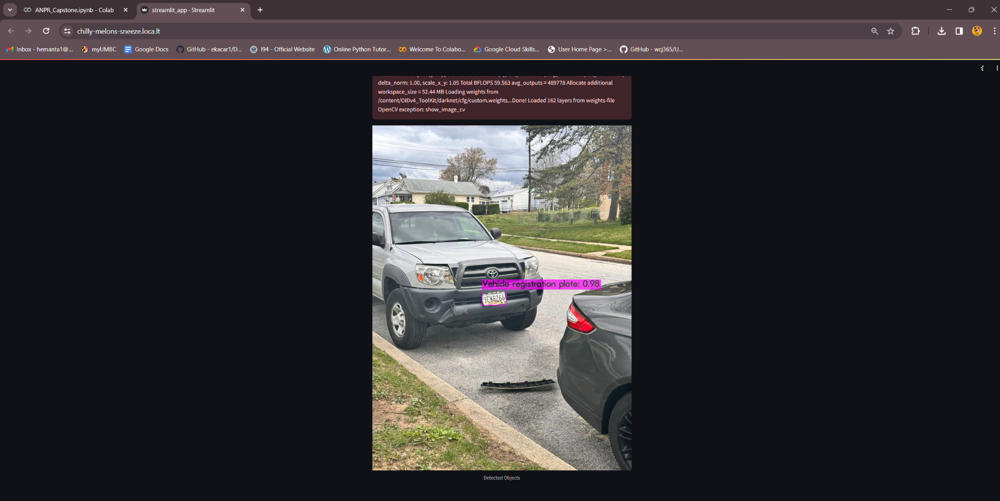 ANPR_Capstone.ipynb - Colab
streamlit_app · Streamlit
chilly-melons-sneeze.loca.lt
Inbox - hemanta1@...
myUMBC
Google Docs
GitHub - ekacar1/D...
I94 - Official Website
Online Python Tutor...
Welcome To Colabo...
Google Cloud Skills...
User Home Page >...
GitHub - wcj365/U...
delta_norm: 1.00, scale_x_y: 1.05 Total BFLOPS 59.563 avg_outputs = 489778 Allocate additional
workspace_size = 52.44 MB Loading weights from
/content/OIDv4_ToolKit/darknet/cfg/custom.weights...Done! Loaded 162 layers from weights-file
OpenCV exception: show_image_cv
Vehicle registration plate: 0.98
9EW8266
Detected Objects